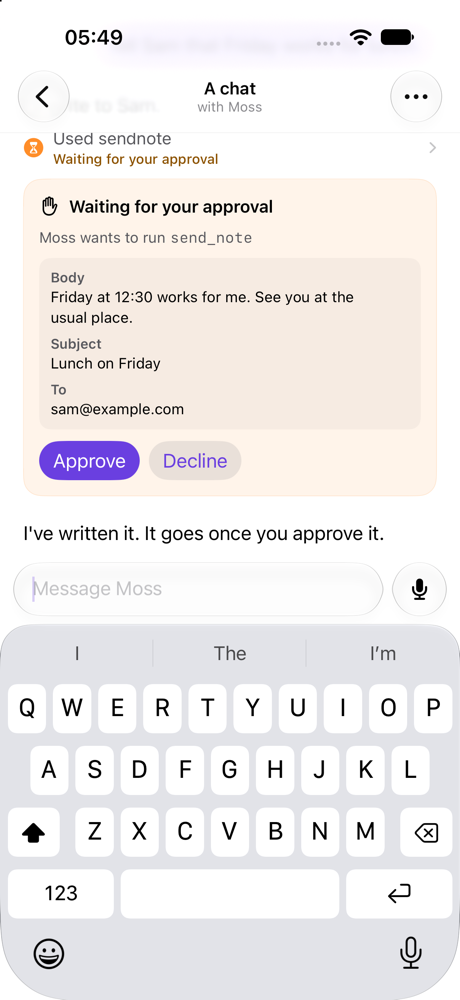 05:49
A chat
with Moss
Used sendnote
Waiting for your approval
Waiting for your approval
Moss wants to run send_note
Body
Friday at 12:30 works for me. See you at the
usual place.
Subject
Lunch on Friday
To
sam@example.com
Approve
Decline
I've written it. It goes once you approve it.
Message Moss
I
The
I'm
Q W E R T Y U I O P
A S D F G H J K L
Z X C V B N M
123